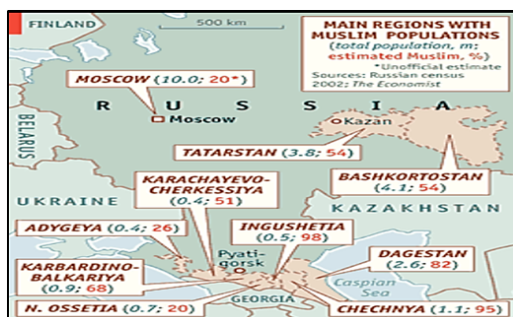 FINLAND
500 km
MAIN REGIONS WITH
MUSLIM POPULATIONS
(total population, m;
estimated Muslim, %)
*Unofficial estimate
Sources: Russian census
2002; The Economist
MOSCOW (10.0; 20*)
R U S S I A
Moscow
Kazan
BELARUS
TATARSTAN (3.8; 54)
BASHKORTOSTAN
(4.1; 54)
KARACHAYEVO-
CHERKESSIYA
(0.4; 51)
UKRAINE
KAZAKHSTAN
ADYGEYA (0.4; 26)
INGUSHETIA
(0.5; 98)
Pyati-
gorsk
DAGESTAN
(2.6; 82)
KARBARDINO-
BALKARIYA
(0.9; 68)
Caspian
Sea
N. OSSETIA (0.7; 20)
GEORGIA
CHECHNYA (1.1; 95)